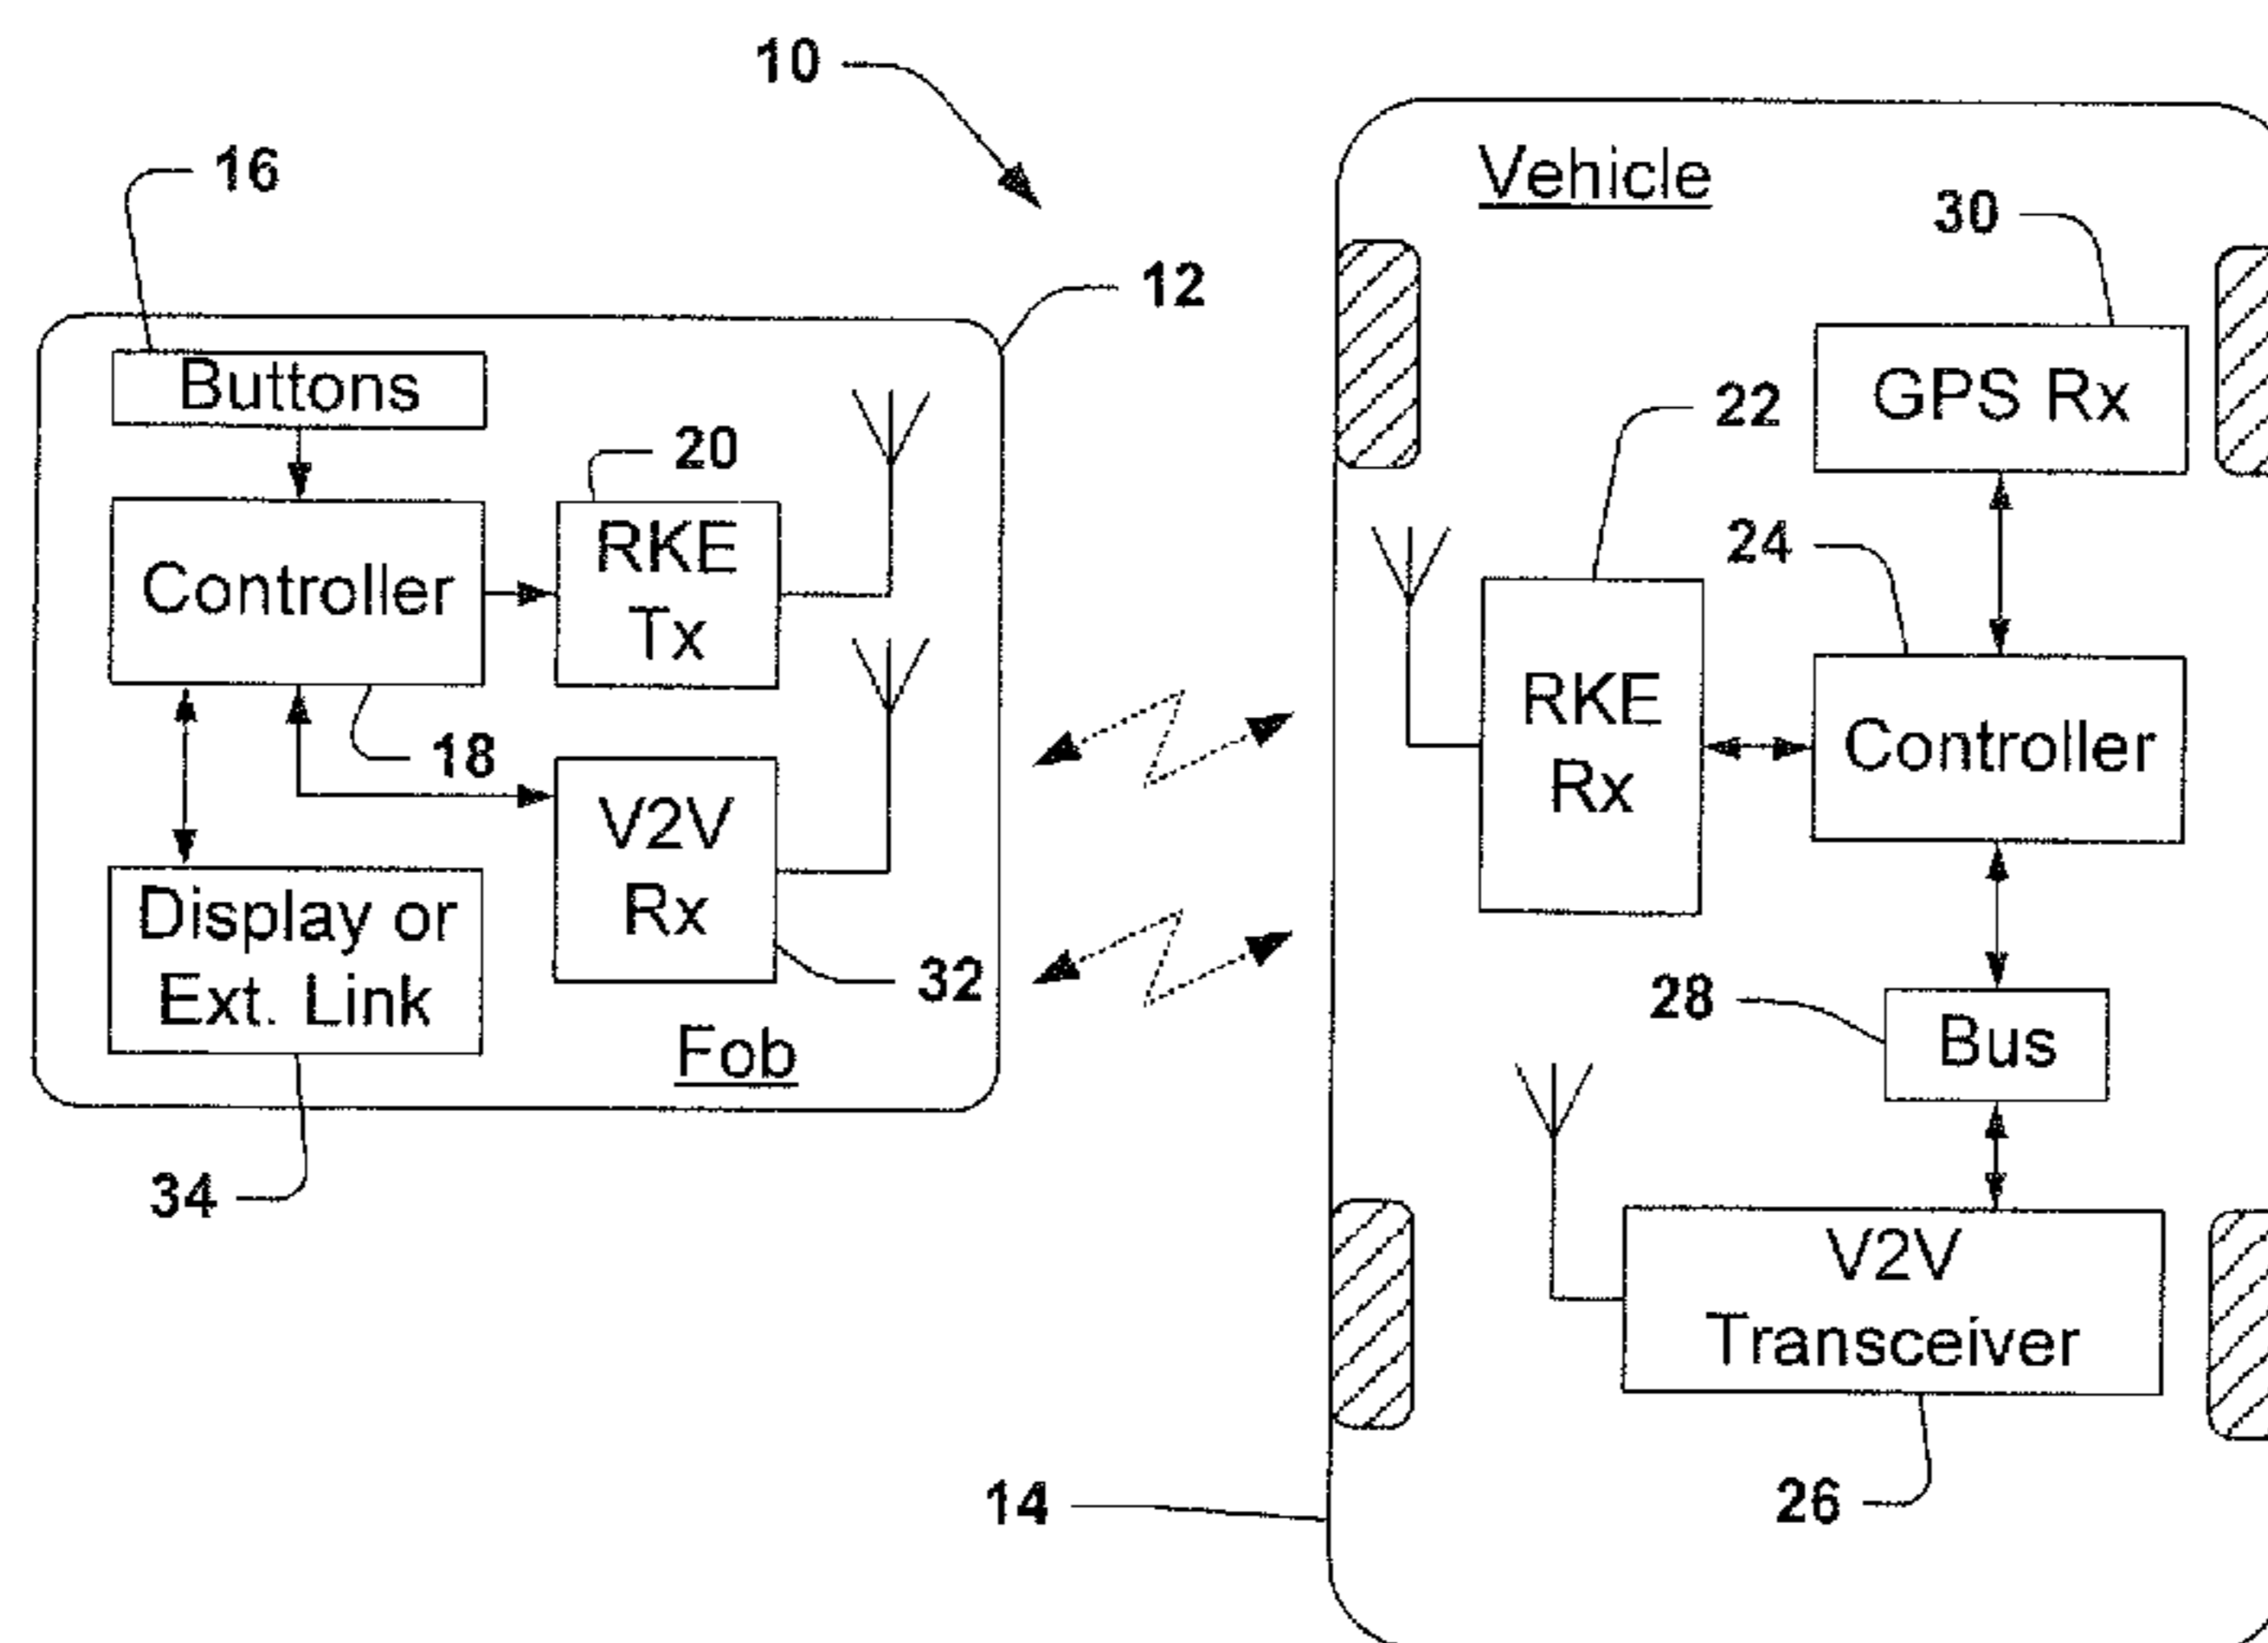 10
16
12
Buttons
20
RKE
Tx
Controller
18
V2V
Rx
32
Display or
Ext. Link
34
Fob
Vehicle
30
GPS Rx
22
24
RKE
Rx
Controller
28
Bus
V2V
Transceiver
14
26